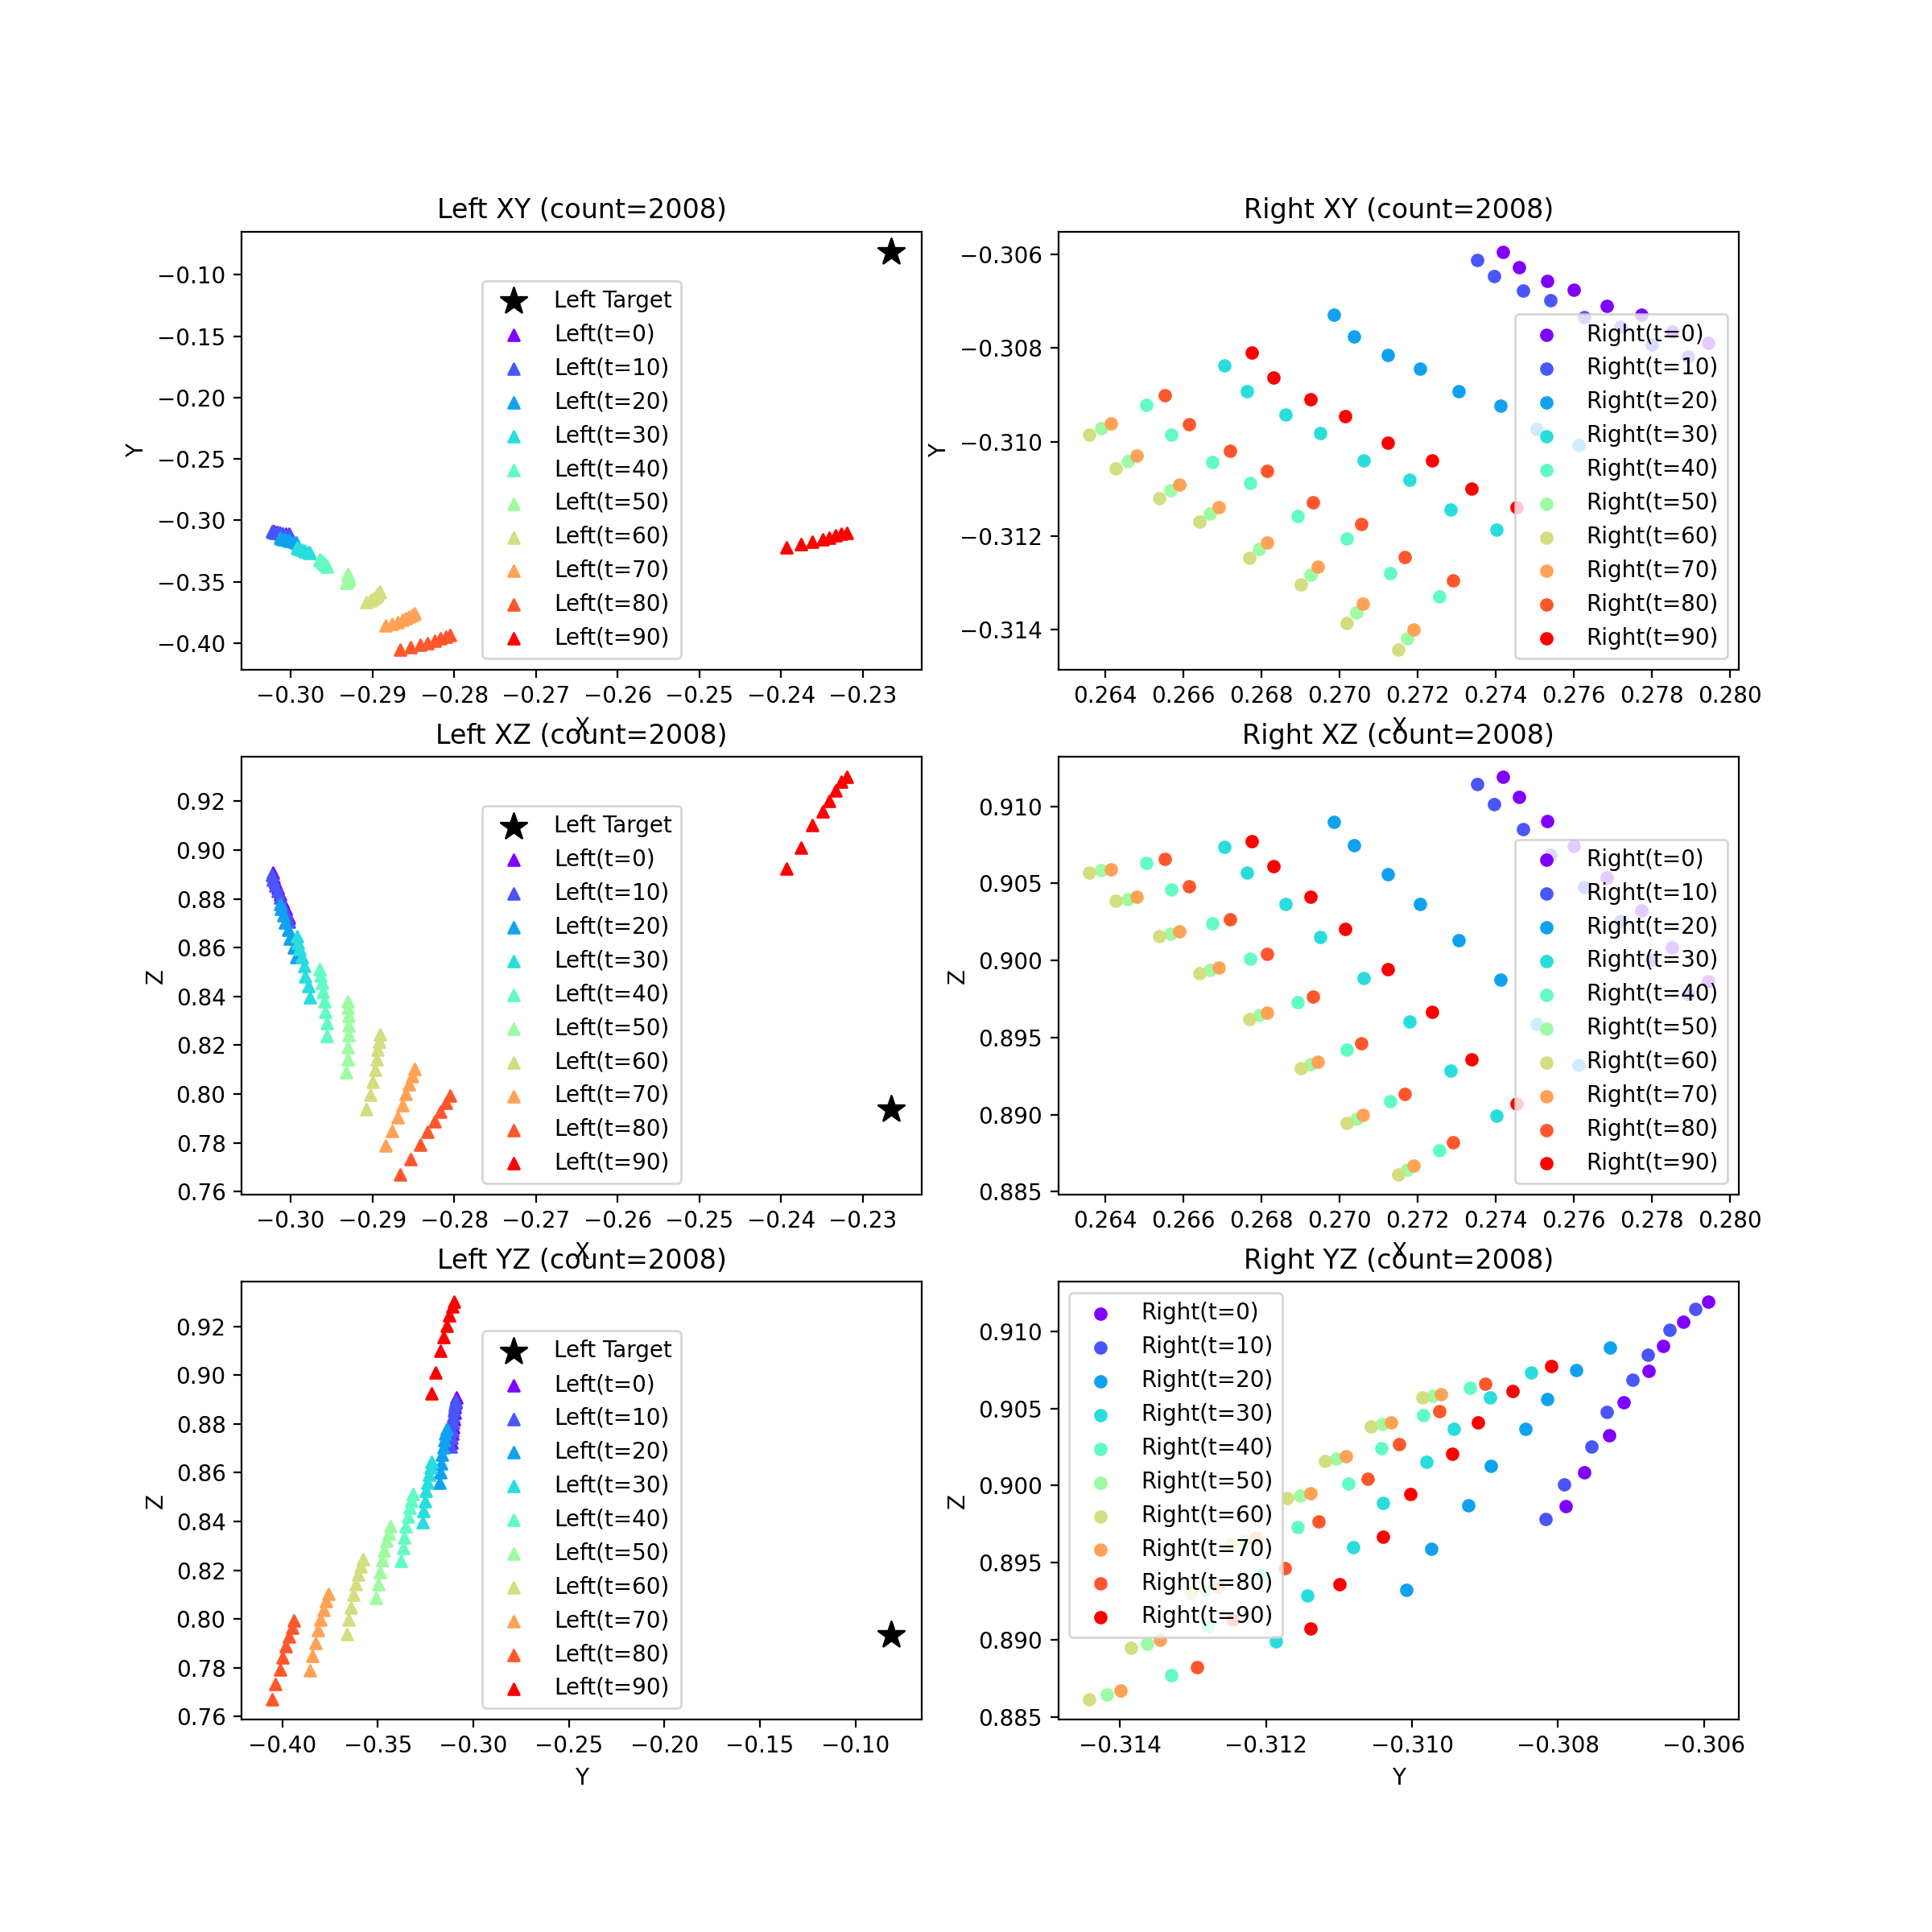 Left XY (count=2008)
−0.10
−0.15
−0.20
−0.25
−0.30
−0.35
−0.40
Y
Left Target
Left(t=0)
Left(t=10)
Left(t=20)
Left(t=30)
Left(t=40)
Left(t=50)
Left(t=60)
Left(t=70)
Left(t=80)
Left(t=90)
−0.30 −0.29 −0.28 −0.27 −0.26 −0.25 −0.24 −0.23
X
Right XY (count=2008)
−0.306
−0.308
−0.310
−0.312
−0.314
Y
Right(t=0)
Right(t=10)
Right(t=20)
Right(t=30)
Right(t=40)
Right(t=50)
Right(t=60)
Right(t=70)
Right(t=80)
Right(t=90)
0.264 0.266 0.268 0.270 0.272 0.274 0.276 0.278 0.280
X
Left XZ (count=2008)
0.92
0.90
0.88
0.86
0.84
0.82
0.80
0.78
0.76
Z
Left Target
Left(t=0)
Left(t=10)
Left(t=20)
Left(t=30)
Left(t=40)
Left(t=50)
Left(t=60)
Left(t=70)
Left(t=80)
Left(t=90)
−0.30 −0.29 −0.28 −0.27 −0.26 −0.25 −0.24 −0.23
X
Right XZ (count=2008)
0.910
0.905
0.900
0.895
0.890
0.885
Z
Right(t=0)
Right(t=10)
Right(t=20)
Right(t=30)
Right(t=40)
Right(t=50)
Right(t=60)
Right(t=70)
Right(t=80)
Right(t=90)
0.264 0.266 0.268 0.270 0.272 0.274 0.276 0.278 0.280
X
Left YZ (count=2008)
0.92
0.90
0.88
0.86
0.84
0.82
0.80
0.78
0.76
Z
Left Target
Left(t=0)
Left(t=10)
Left(t=20)
Left(t=30)
Left(t=40)
Left(t=50)
Left(t=60)
Left(t=70)
Left(t=80)
Left(t=90)
−0.40 −0.35 −0.30 −0.25 −0.20 −0.15 −0.10
Y
Right YZ (count=2008)
0.910
0.905
0.900
0.895
0.890
0.885
Z
Right(t=0)
Right(t=10)
Right(t=20)
Right(t=30)
Right(t=40)
Right(t=50)
Right(t=60)
Right(t=70)
Right(t=80)
Right(t=90)
−0.314 −0.312 −0.310 −0.308 −0.306
Y